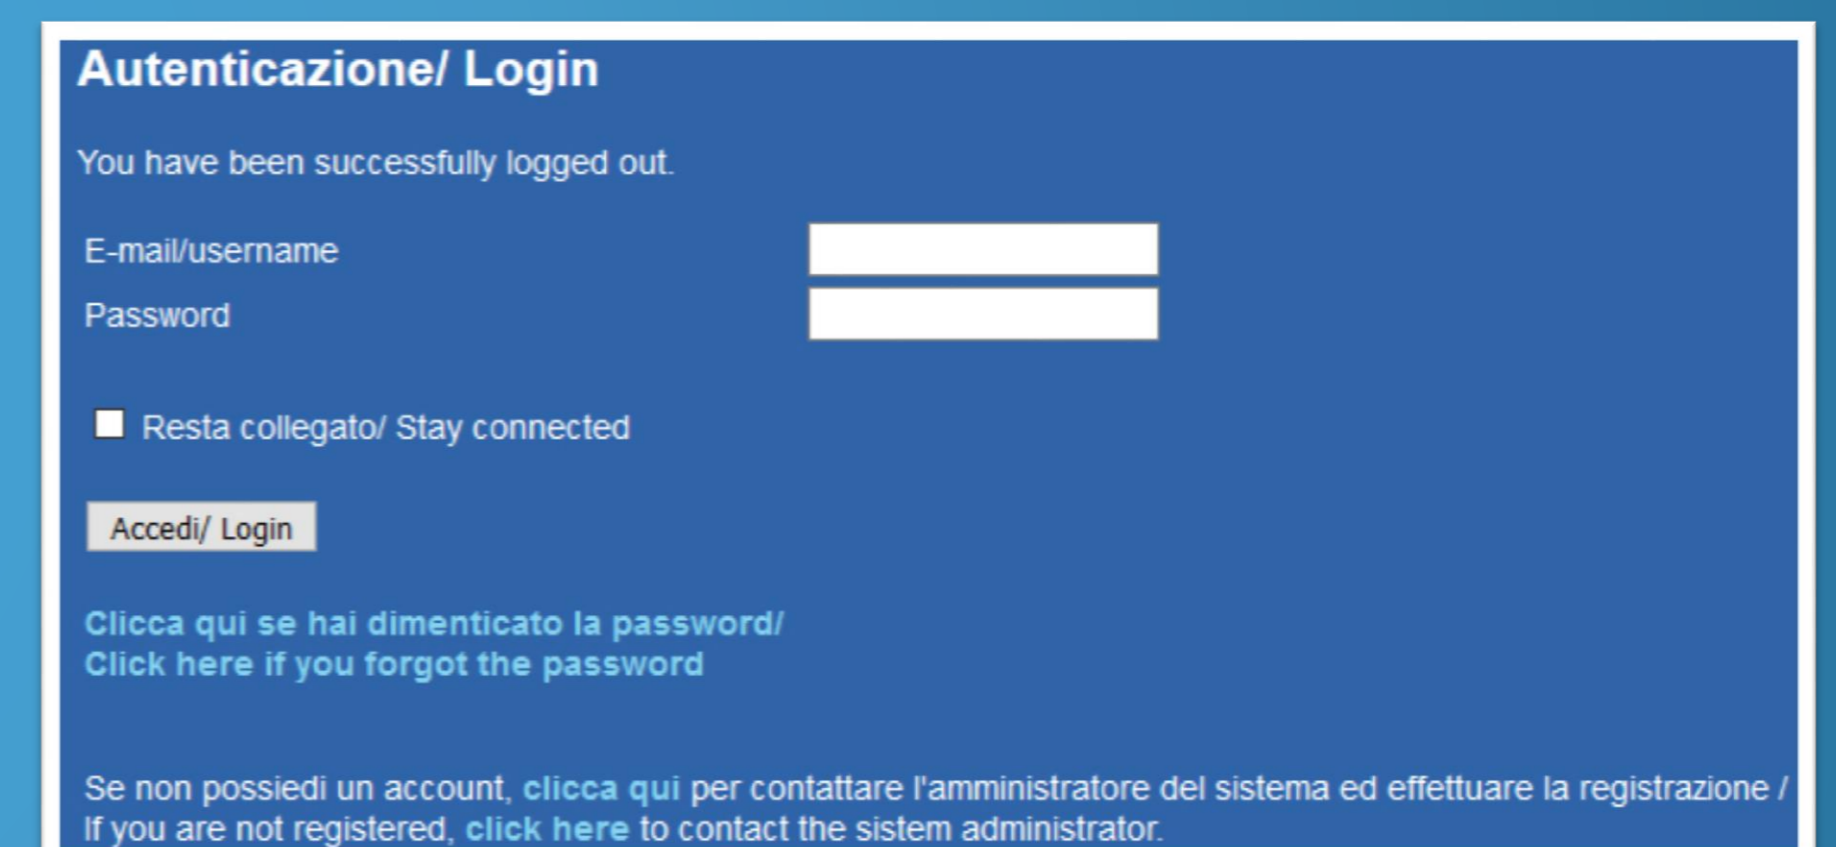 Autenticazione/ Login
You have been successfully logged out.
E-mail/username
Password
Resta collegato/ Stay connected
Accedi/ Login
Clicca qui se hai dimenticato la password/
Click here if you forgot the password
Se non possiedi un account, clicca qui per contattare l'amministratore del sistema ed effettuare la registrazione /
If you are not registered, click here to contact the sistem administrator.